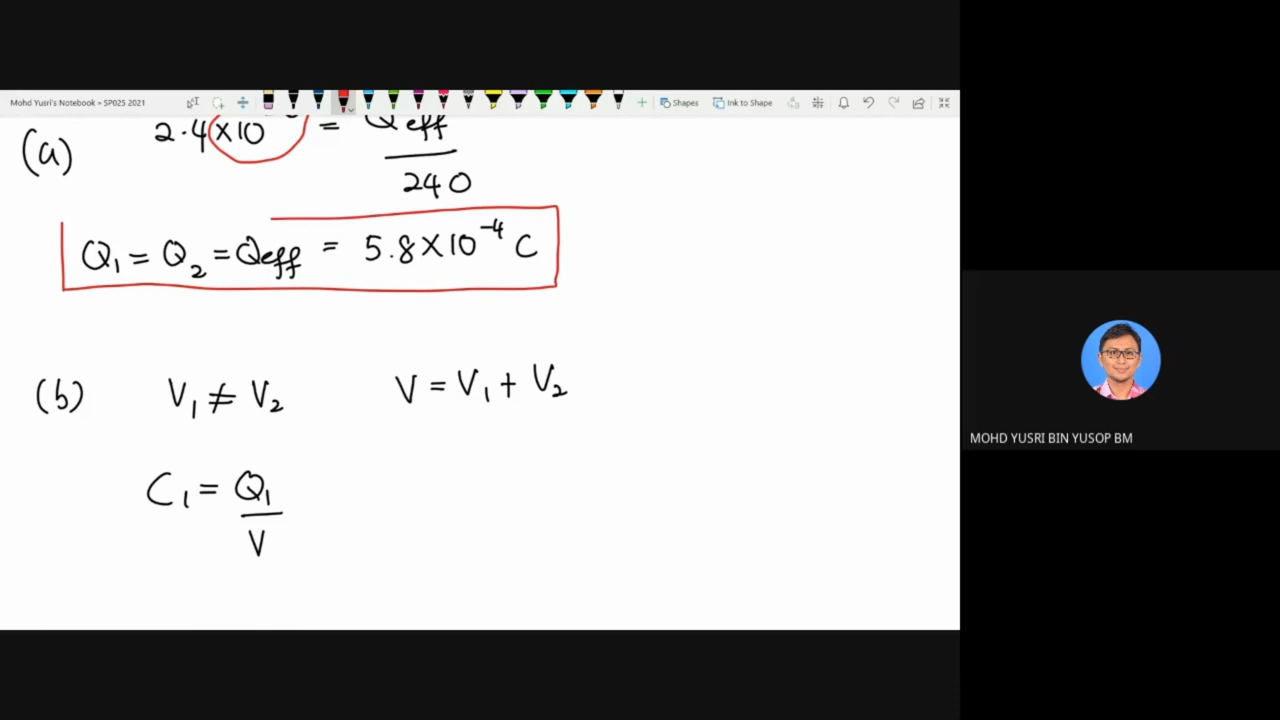 Mohd Yusri's Notebook » SP025 2021
Shapes
Ink to Shape
(a) 2.4 × 10 = Qeff
240
Q₁ = Q₂ = Qeff = 5.8 × 10⁻⁴ C
(b) V₁ ≠ V₂ V = V₁ + V₂
C₁ = Q₁
V
MOHD YUSRI BIN YUSOP BM